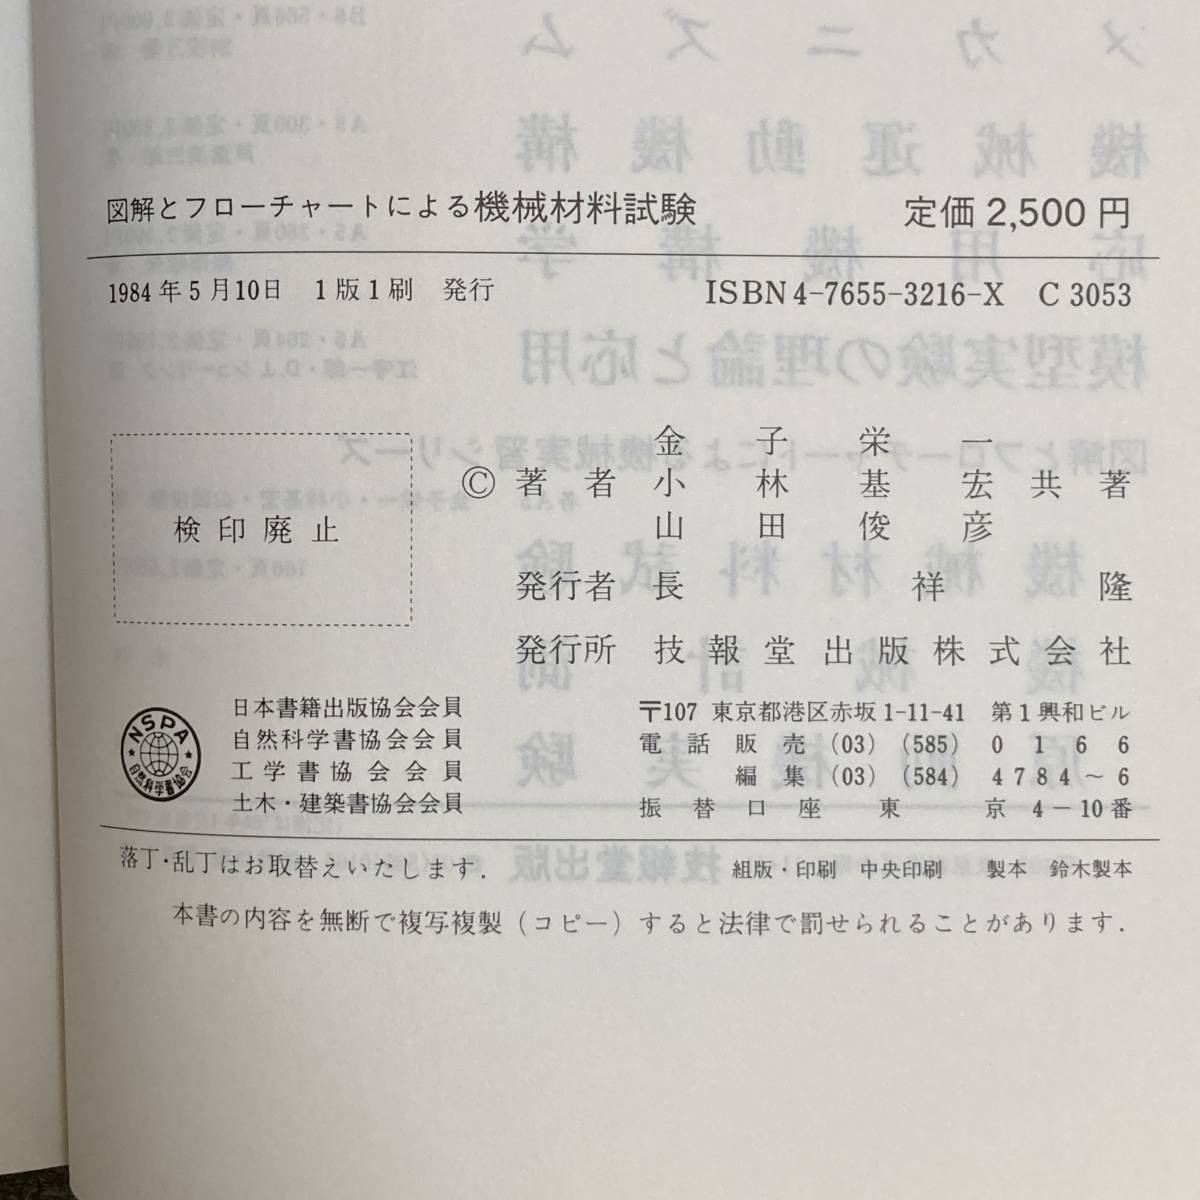 図解とフローチャートによる機械材料試験 定価 2,500 円
1984 年 5 月10日 1 版 1 刷 発行 ISBN 4-7655-3216-X C 3053
検印廃止
金子栄一
Ⓒ 著者 小林基宏 共著
山田俊彦
発行者 長祥隆
発行所 技報堂出版株式会社
NSPA
自然科学書協会
日本書籍出版協会会員
自然科学書協会会員
工学書協会会員
土木・建築書協会会員
〒107 東京都港区赤坂 1-11-41 第 1 興和ビル
電話 販売 (03) (585) 0166
編集 (03) (584) 4784～6
振替口座 東京 4－10番
落丁・乱丁はお取替えいたします.
組版・印刷 中央印刷 製本 鈴木製本
本書の内容を無断で複写複製（コピー）すると法律で罰せられることがあります.